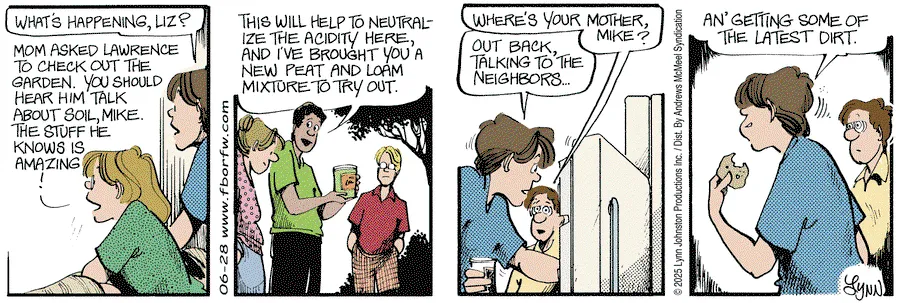 WHAT'S HAPPENING, LIZ?
MOM ASKED LAWRENCE
TO CHECK OUT THE
GARDEN. YOU SHOULD
HEAR HIM TALK
ABOUT SOIL, MIKE.
THE STUFF HE
KNOWS IS
AMAZING
THIS WILL HELP TO NEUTRAL-
IZE THE ACIDITY HERE,
AND I'VE BROUGHT YOU A
NEW PEAT AND LOAM
MIXTURE TO TRY OUT.
06-28 www.fborfw.com
WHERE'S YOUR MOTHER,
MIKE?
OUT BACK,
TALKING TO THE
NEIGHBORS...
© 2025 Lynn Johnston Productions Inc. / Dist. By Andrews McMeel Syndication
AN' GETTING SOME OF
THE LATEST DIRT.
LYNN